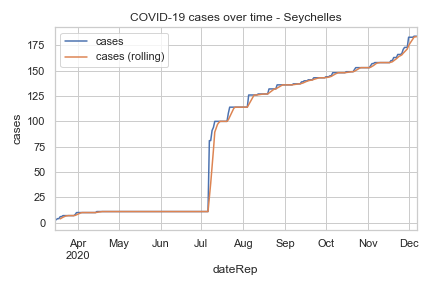 COVID-19 cases over time - Seychelles
cases
cases (rolling)
175
150
125
100
75
50
25
0
cases
Apr May Jun Jul Aug Sep Oct Nov Dec
2020
dateRep